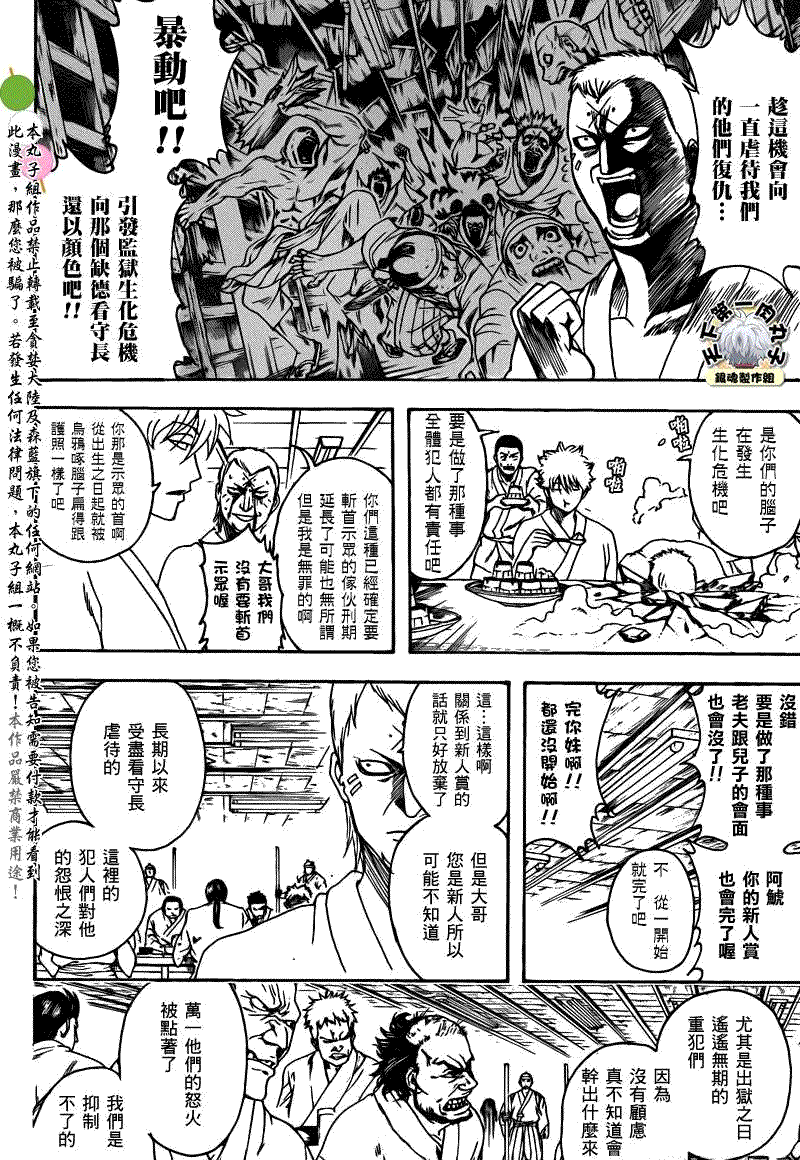 趁這機會向
一直虐待我們
的他們復仇…
暴動吧!!
引發監獄生化危機
向那個缺德看守長
還以顏色吧!!
天下第一肉丸子
銀魂製作組
是你們的腦子
在發生
生化危機吧
啪啦
啪啦
要是做了那種事
全體犯人都有責任吧
你們這種已經確定要
斬首示眾的傢伙刑期
延長了可能也無所謂
但是我是無罪的啊
大哥我們
沒有要斬首
示眾喔
你那是示眾的首啊
從出生之日起就被
烏鴉啄腦子扁得跟
護照一樣了吧
沒錯
要是做了那種事
老夫跟兒子的會面
也會沒了!!
阿鯱
你的新人賞
也會完了喔
完你妹啊!!
都還沒開始啊!!
不 從一開始
就完了吧
這…這樣啊
關係到新人賞的
話就只好放棄了
但是大哥
您是新人所以
可能不知道
長期以來
受盡看守長
虐待的
這裡的
犯人們對他
的怨恨之深
尤其是出獄之日
遙遙無期的
重犯們
因為
沒有顧慮
真不知道會
幹出什麼來
萬一他們的怒火
被點著了
我們是
抑制
不了的
本丸子組作品禁止轉載至貪婪大陸及森藍旗下的任何網站。如果您被告知需要付款才能看到
此漫畫，那麼您被騙了。若發生任何法律問題，本丸子組一概不負責！本作品嚴禁商業用途！